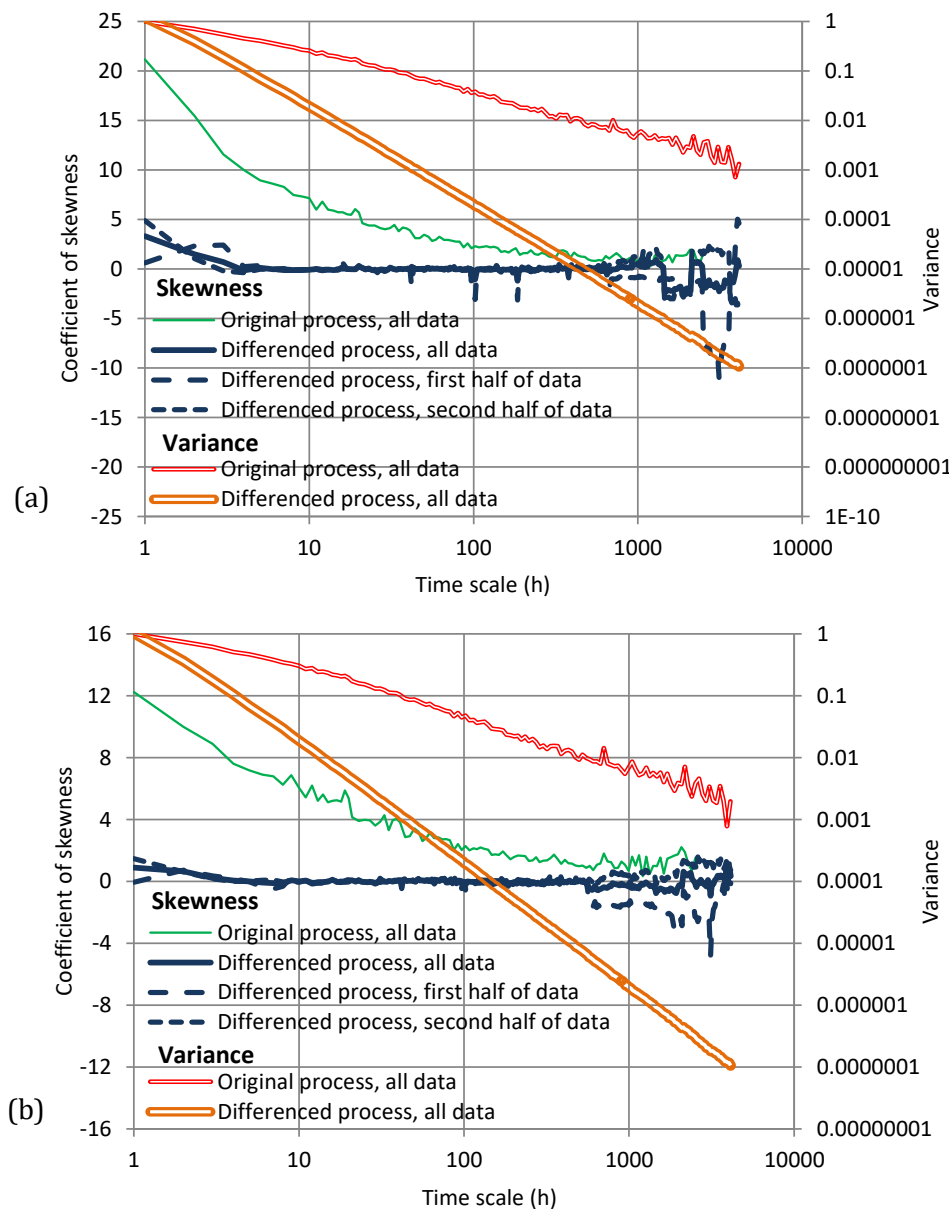 25
20
15
10
5
0
-5
-10
-15
-20
-25
Coefficient of skewness
1
0.1
0.01
0.001
0.0001
0.00001
0.000001
0.0000001
0.00000001
0.000000001
1E-10
Variance
Skewness
Original process, all data
Differenced process, all data
Differenced process, first half of data
Differenced process, second half of data
Variance
Original process, all data
Differenced process, all data
(a)
1
10
100
1000
10000
Time scale (h)
16
12
8
4
0
-4
-8
-12
-16
Coefficient of skewness
1
0.1
0.01
0.001
0.0001
0.00001
0.000001
0.0000001
0.00000001
Variance
Skewness
Original process, all data
Differenced process, all data
Differenced process, first half of data
Differenced process, second half of data
Variance
Original process, all data
Differenced process, all data
(b)
1
10
100
1000
10000
Time scale (h)